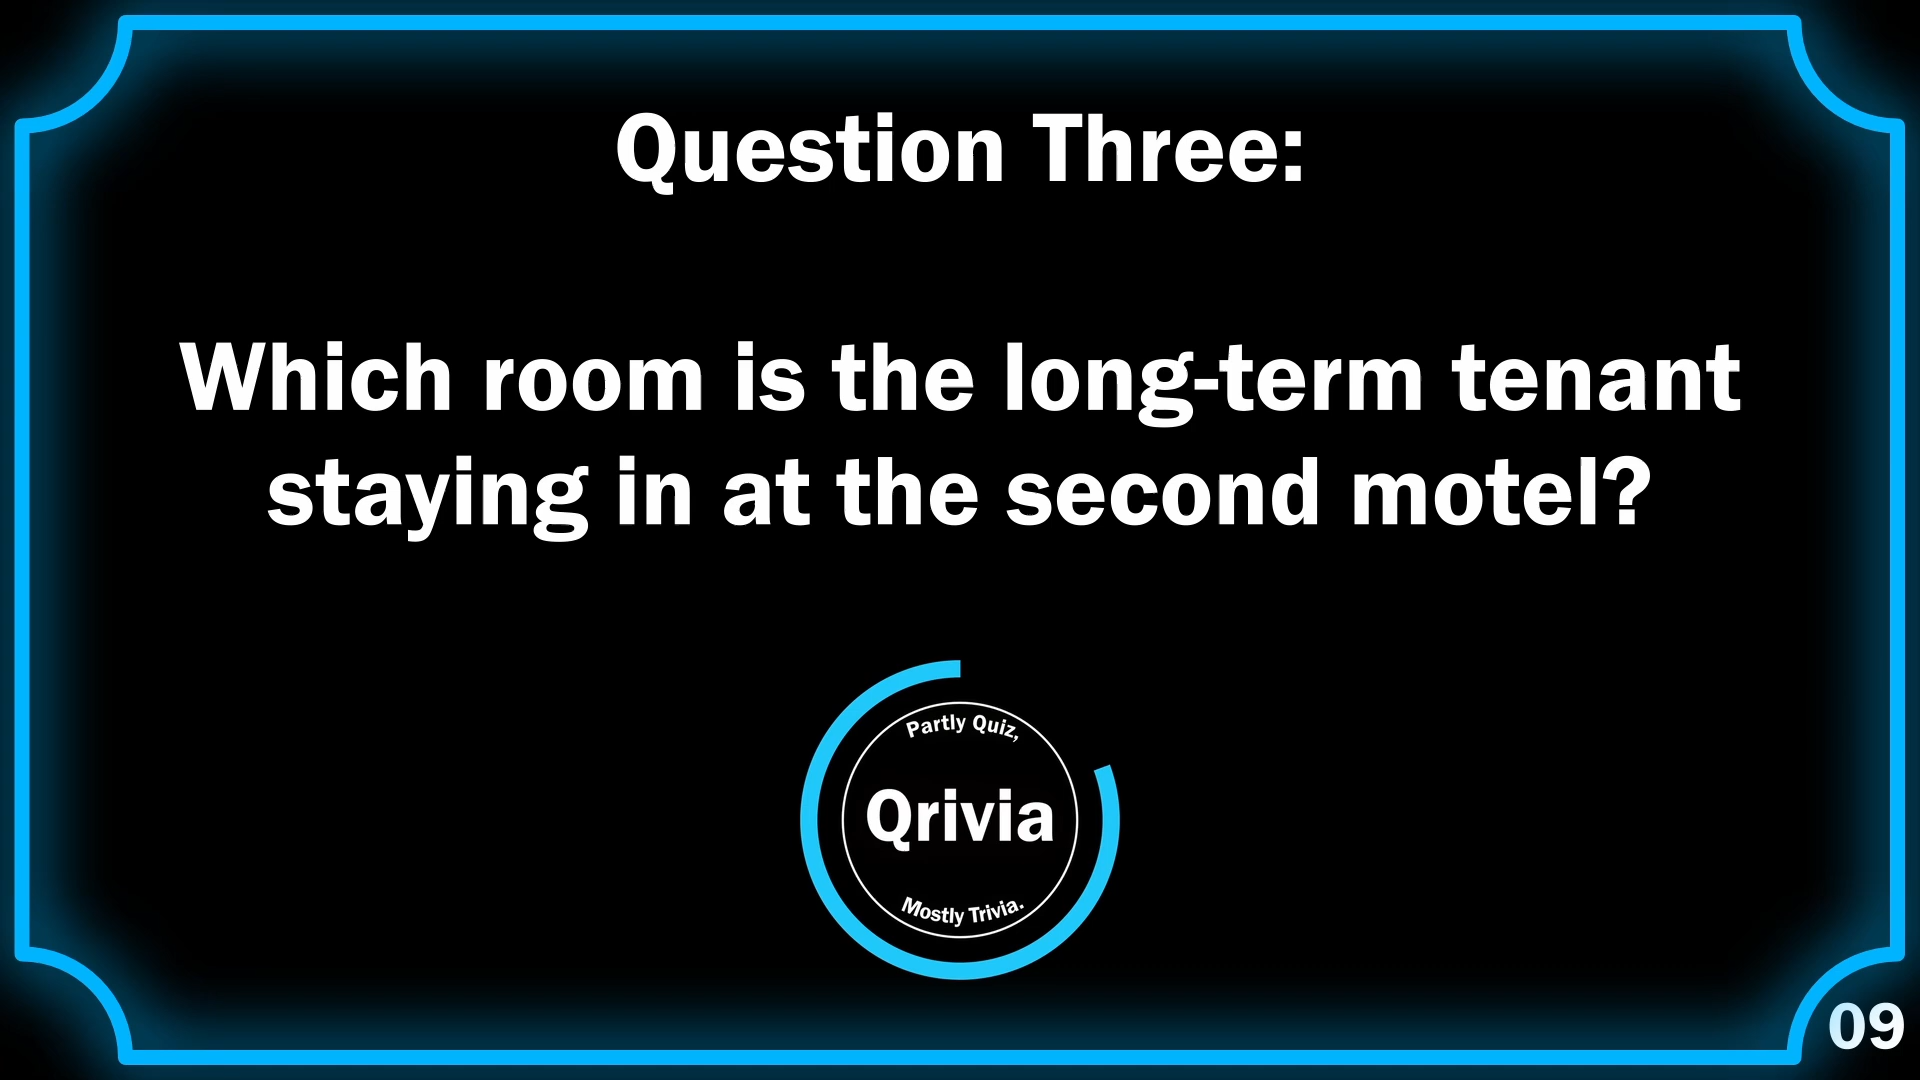 Question Three:
Which room is the long-term tenant
staying in at the second motel?
Partly Quiz,
Qrivia
Mostly Trivia.
09